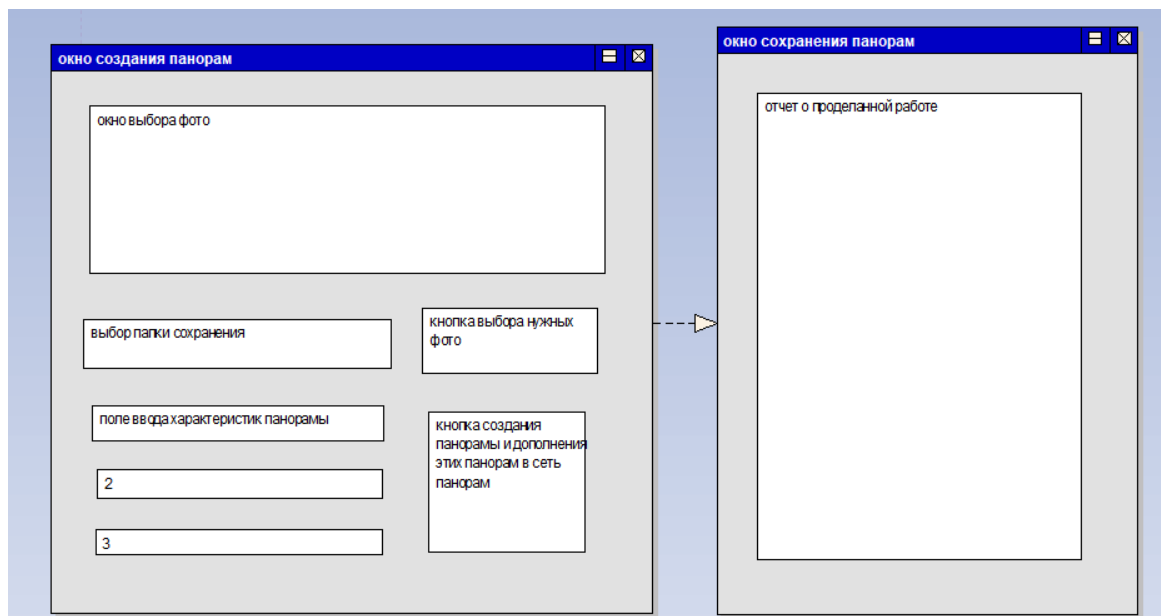 окно создания панорам
окно выбора фото
выбор папки сохранения
кнопка выбора нужных
фото
поле ввода характеристик панорамы
2
3
кнопка создания
панорамы и дополнения
этих панорам в сеть
панорам
окно сохранения панорам
отчет о проделанной работе